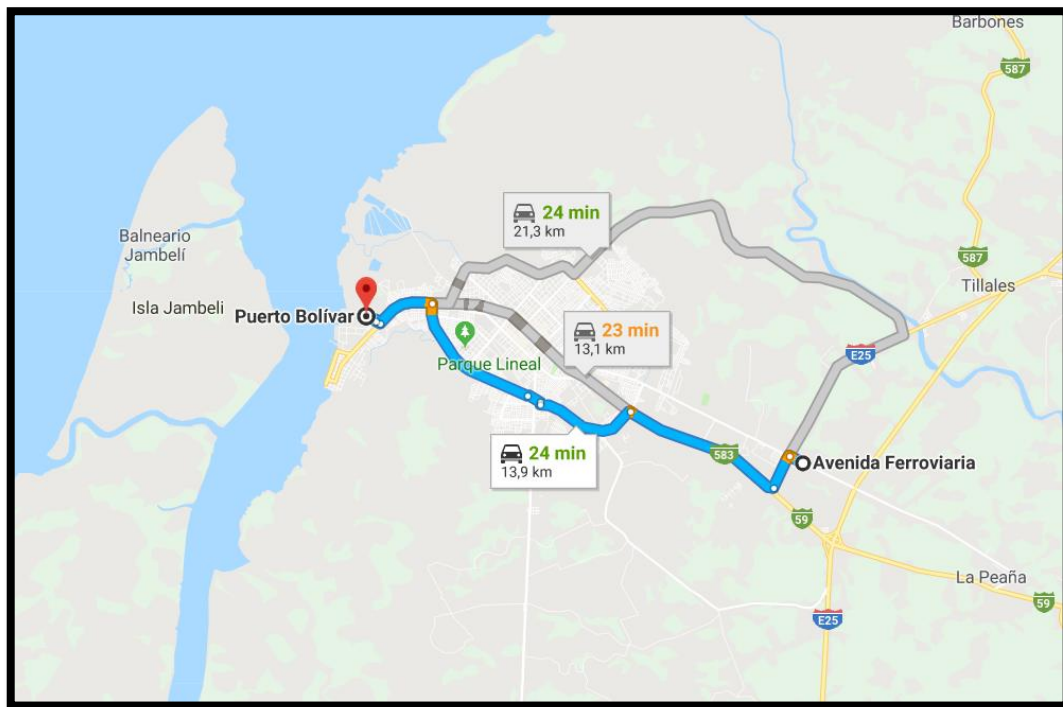 Barbones
587
24 min
21,3 km
Balneario
Jambelí
587
Tillales
Isla Jambeli
Puerto Bolívar
23 min
13,1 km
E25
Parque Lineal
24 min
13,9 km
583
Avenida Ferroviaria
59
La Peaña
59
E25